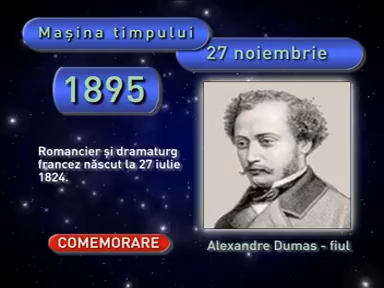 Mașina timpului
27 noiembrie
1895
Romancier și dramaturg
francez născut la 27 iulie
1824.
COMEMORARE
Alexandre Dumas - fiul